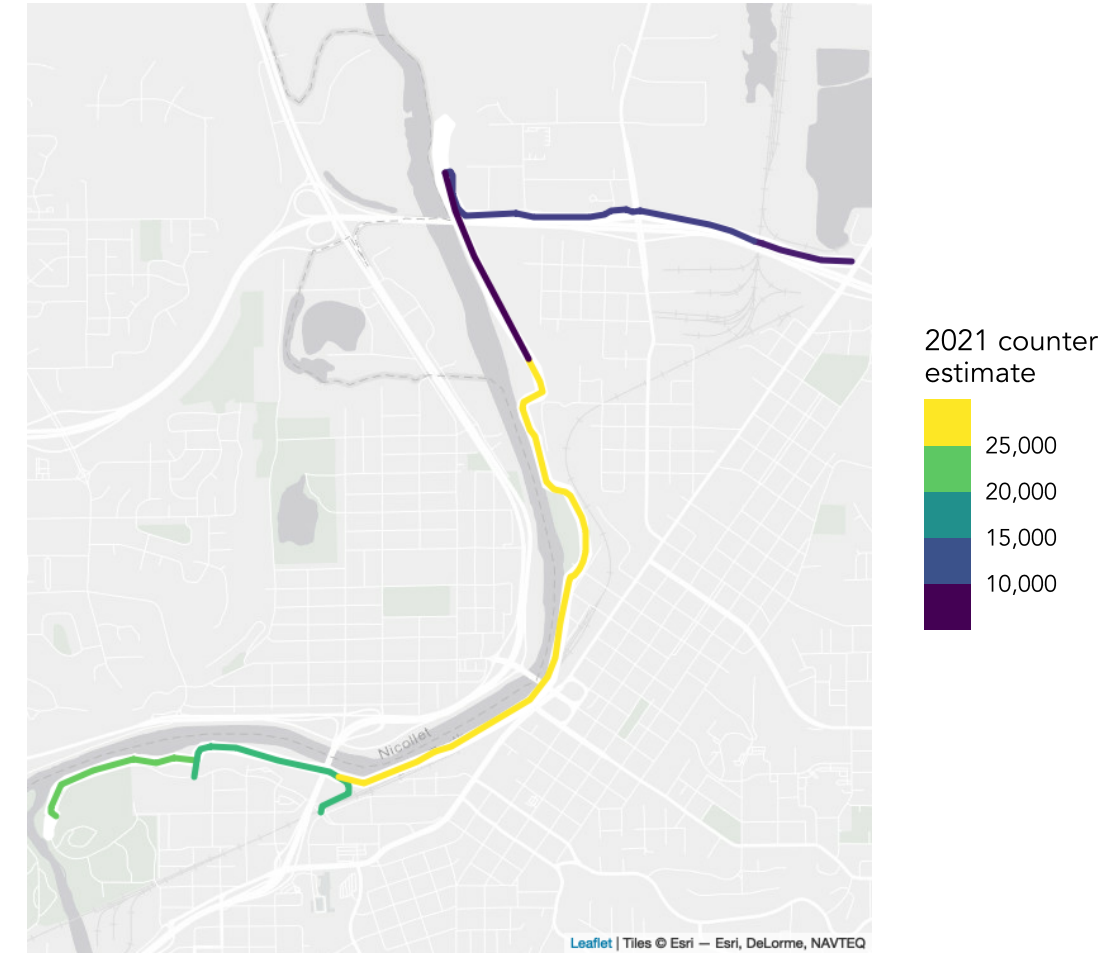 2021 counter
estimate
25,000
20,000
15,000
10,000
Nicollet
Leaflet | Tiles © Esri — Esri, DeLorme, NAVTEQ